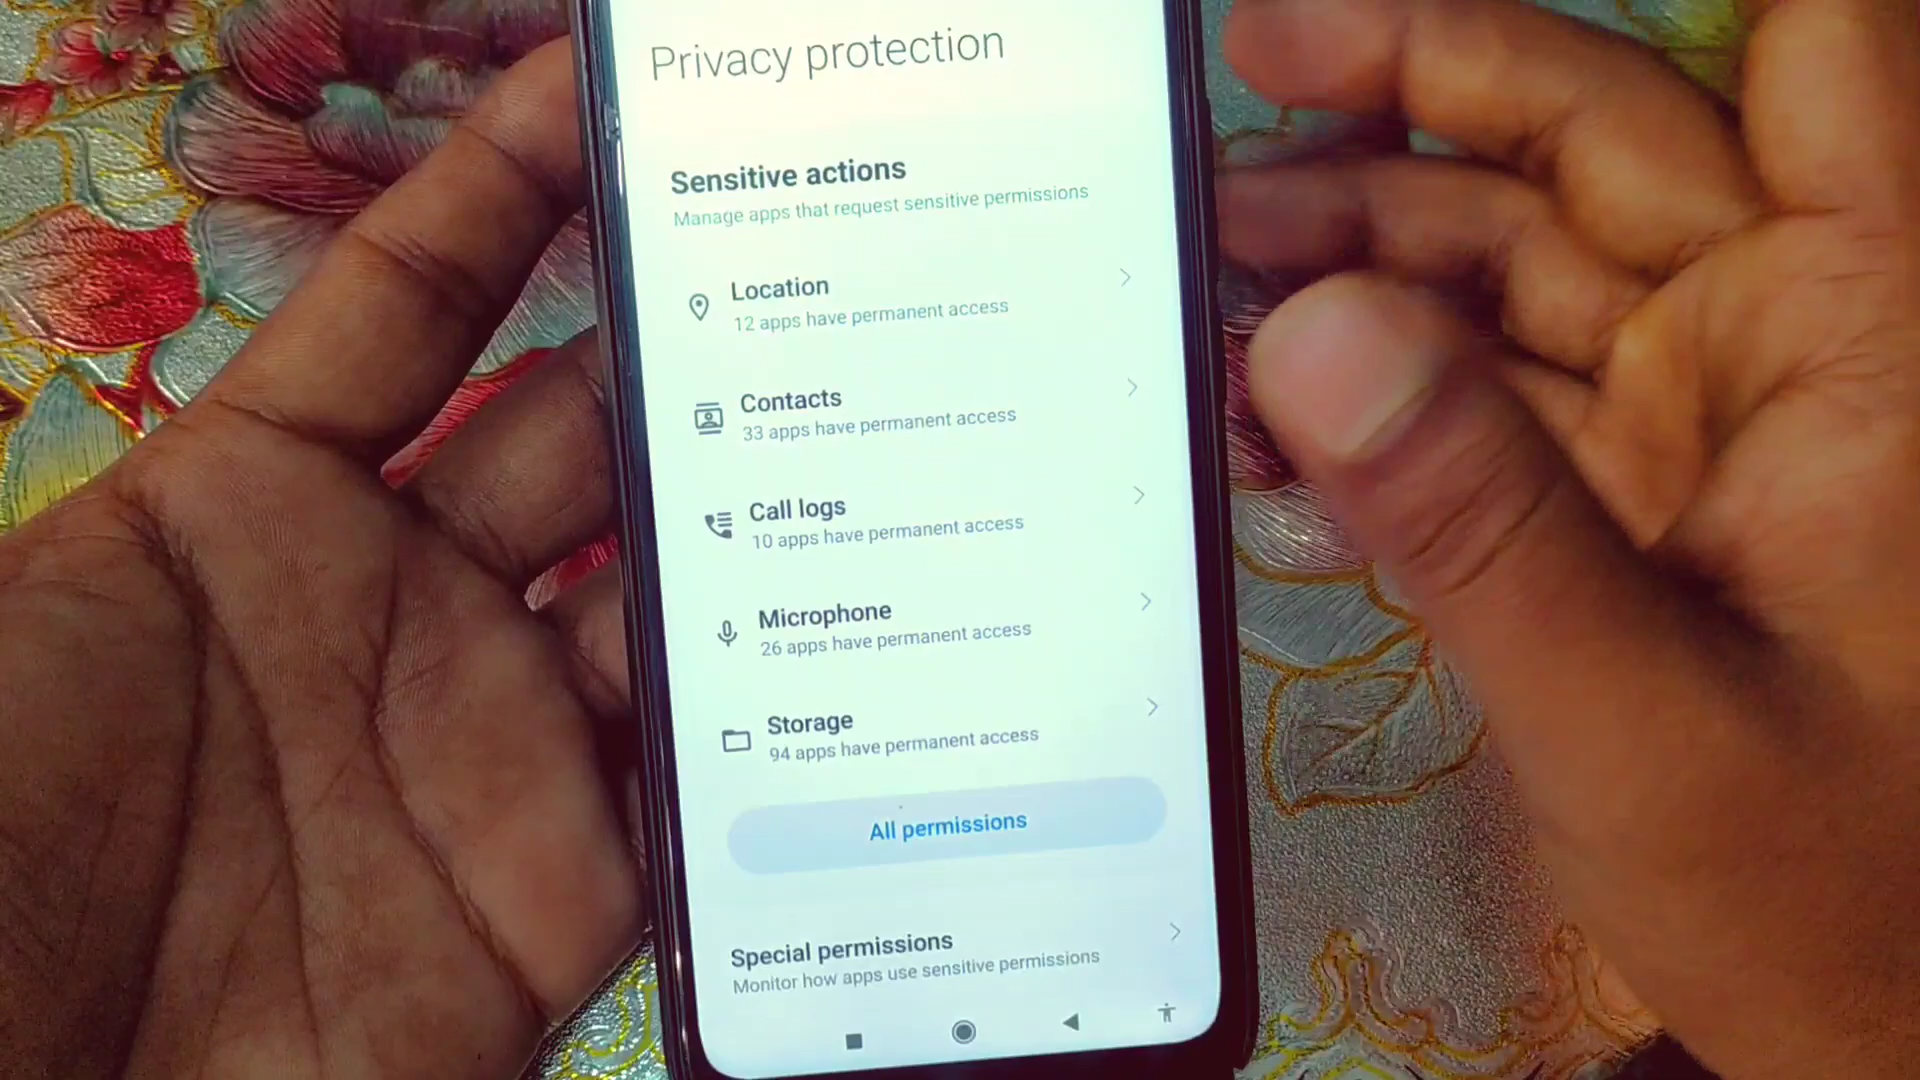 Privacy protection
Sensitive actions
Manage apps that request sensitive permissions
Location
12 apps have permanent access
Contacts
33 apps have permanent access
Call logs
10 apps have permanent access
Microphone
26 apps have permanent access
Storage
94 apps have permanent access
All permissions
Special permissions
Monitor how apps use sensitive permissions